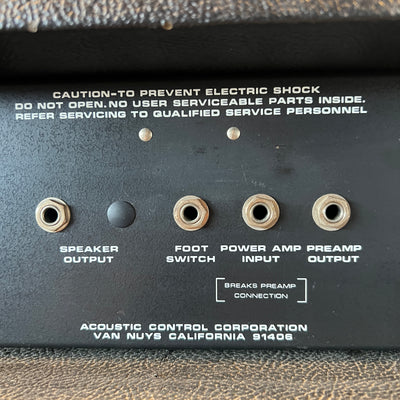 CAUTION-TO PREVENT ELECTRIC SHOCK
DO NOT OPEN. NO USER SERVICEABLE PARTS INSIDE.
REFER SERVICING TO QUALIFIED SERVICE PERSONNEL
SPEAKER OUTPUT
FOOT SWITCH
POWER AMP INPUT
PREAMP OUTPUT
BREAKS PREAMP
CONNECTION
ACOUSTIC CONTROL CORPORATION
VAN NUYS CALIFORNIA 91406